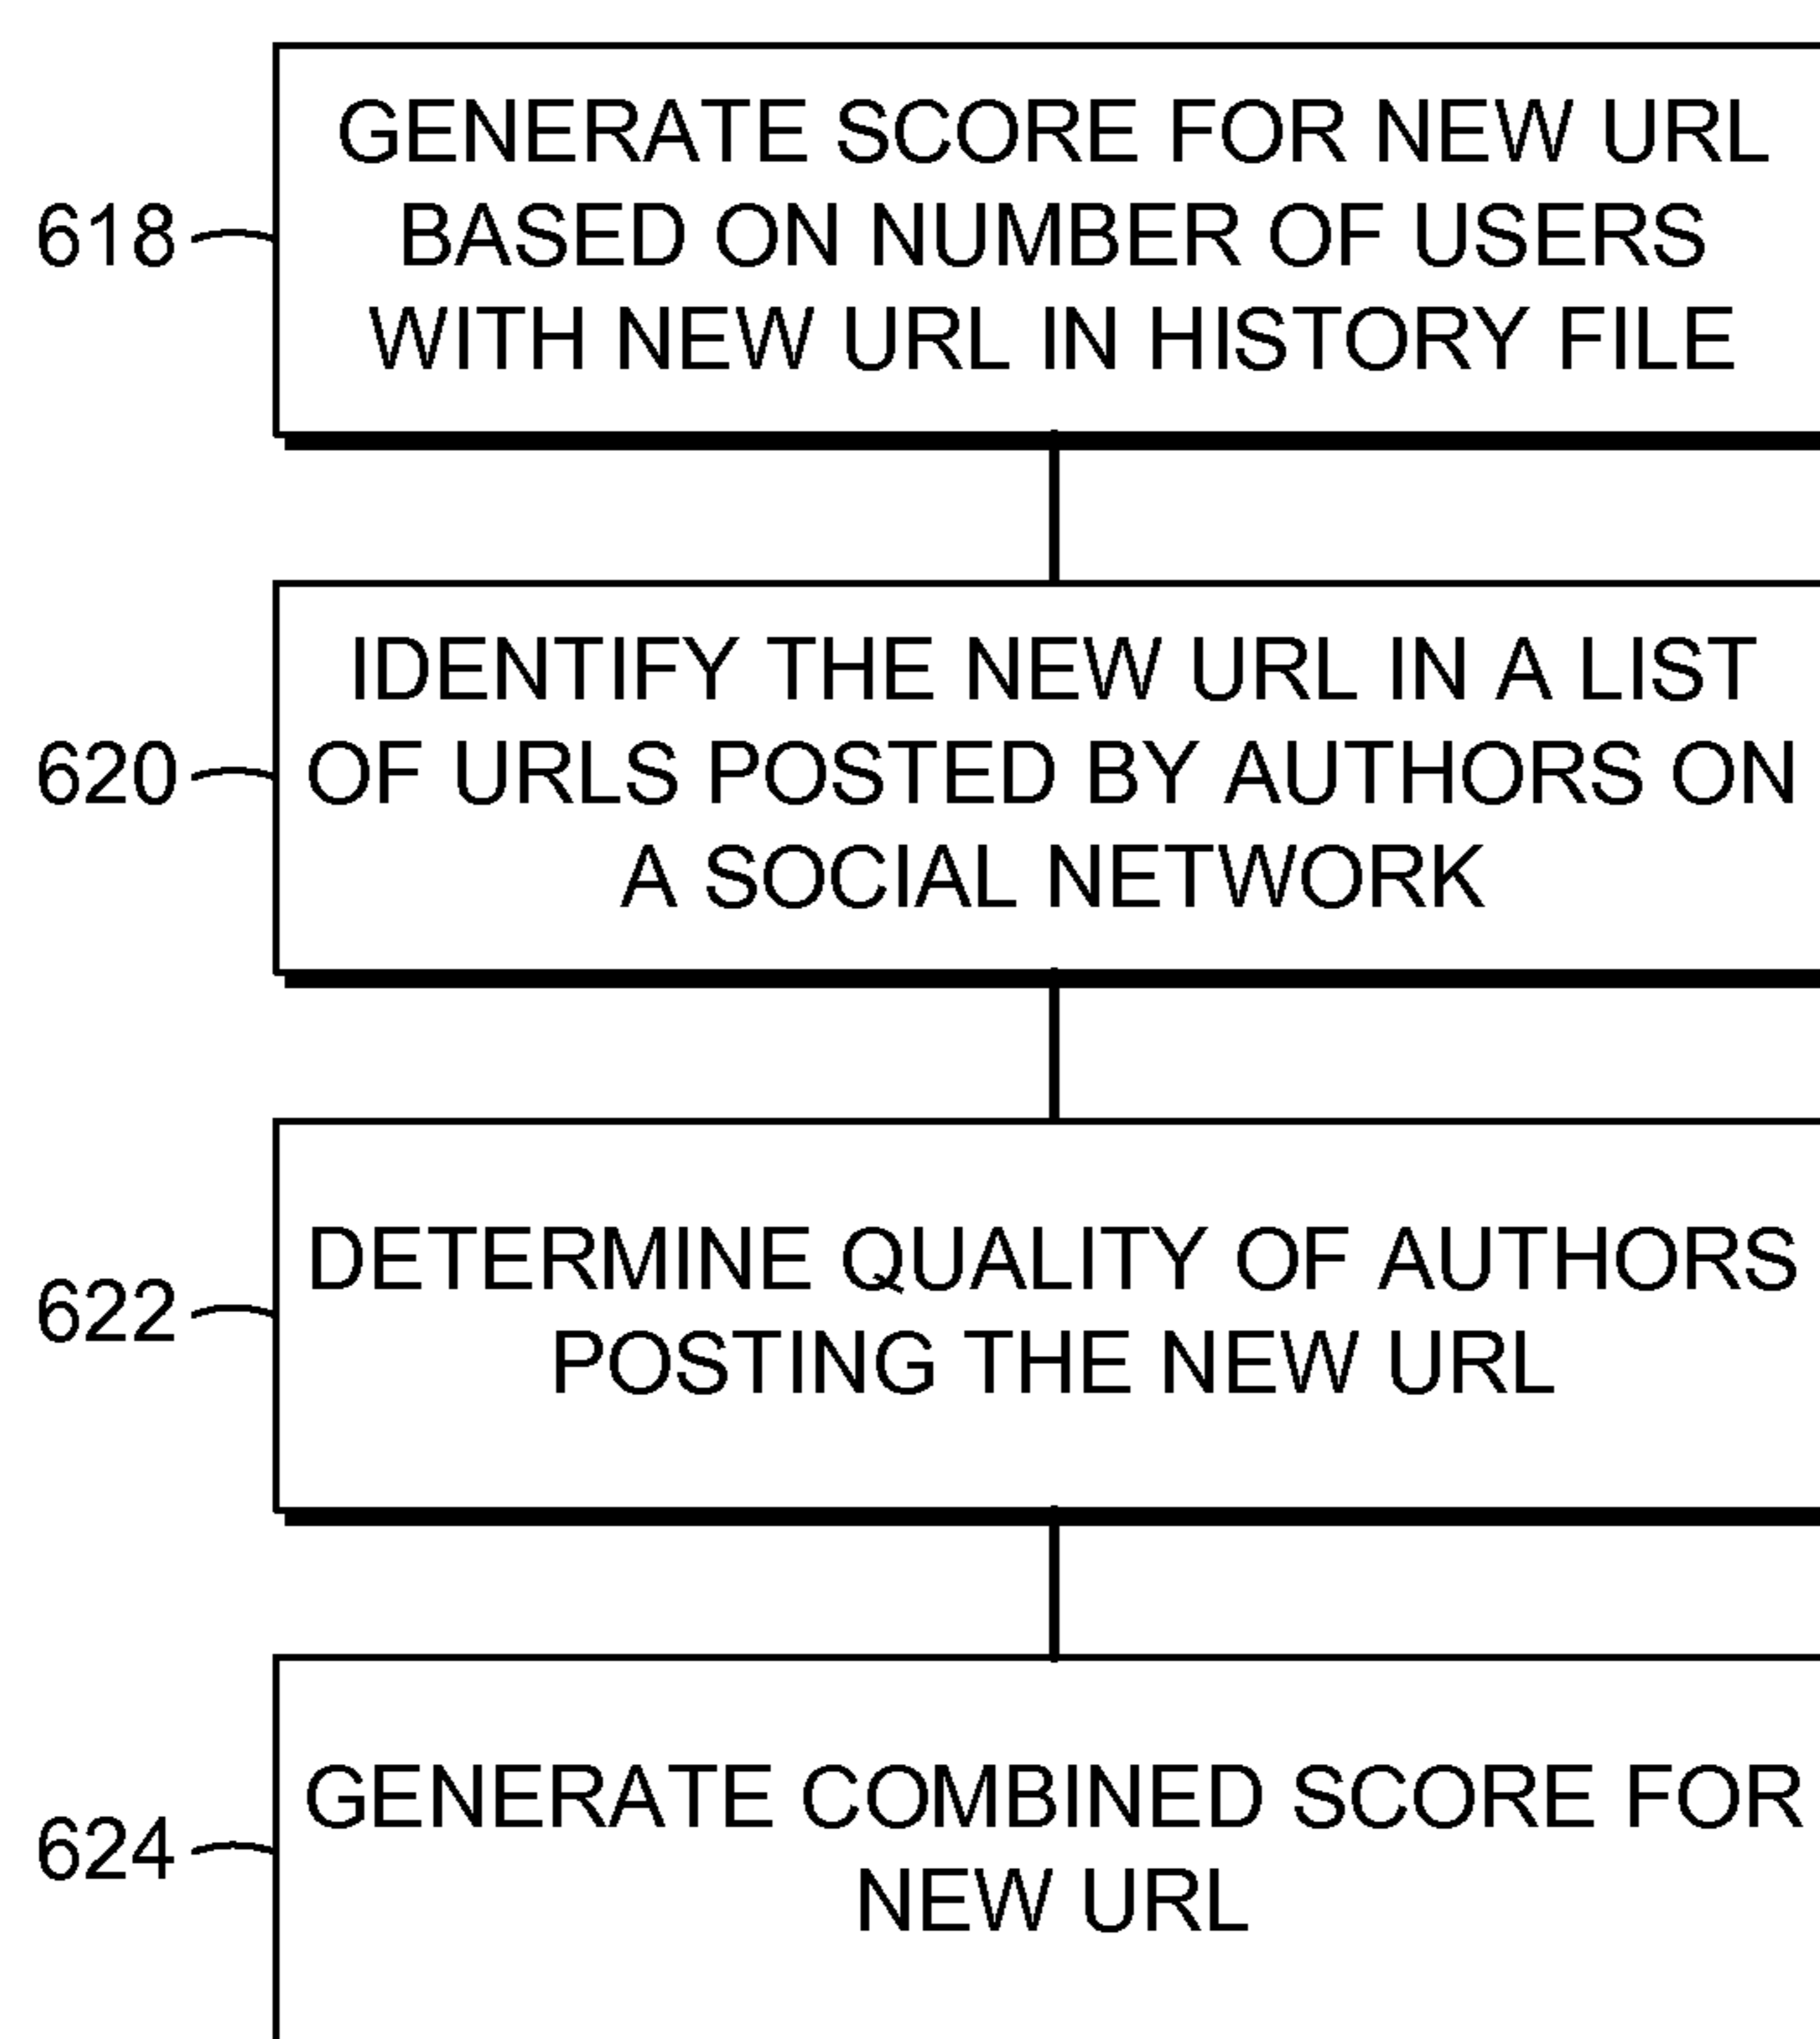 GENERATE SCORE FOR NEW URL
BASED ON NUMBER OF USERS
WITH NEW URL IN HISTORY FILE
618
IDENTIFY THE NEW URL IN A LIST
OF URLS POSTED BY AUTHORS ON
A SOCIAL NETWORK
620
DETERMINE QUALITY OF AUTHORS
POSTING THE NEW URL
622
GENERATE COMBINED SCORE FOR
NEW URL
624